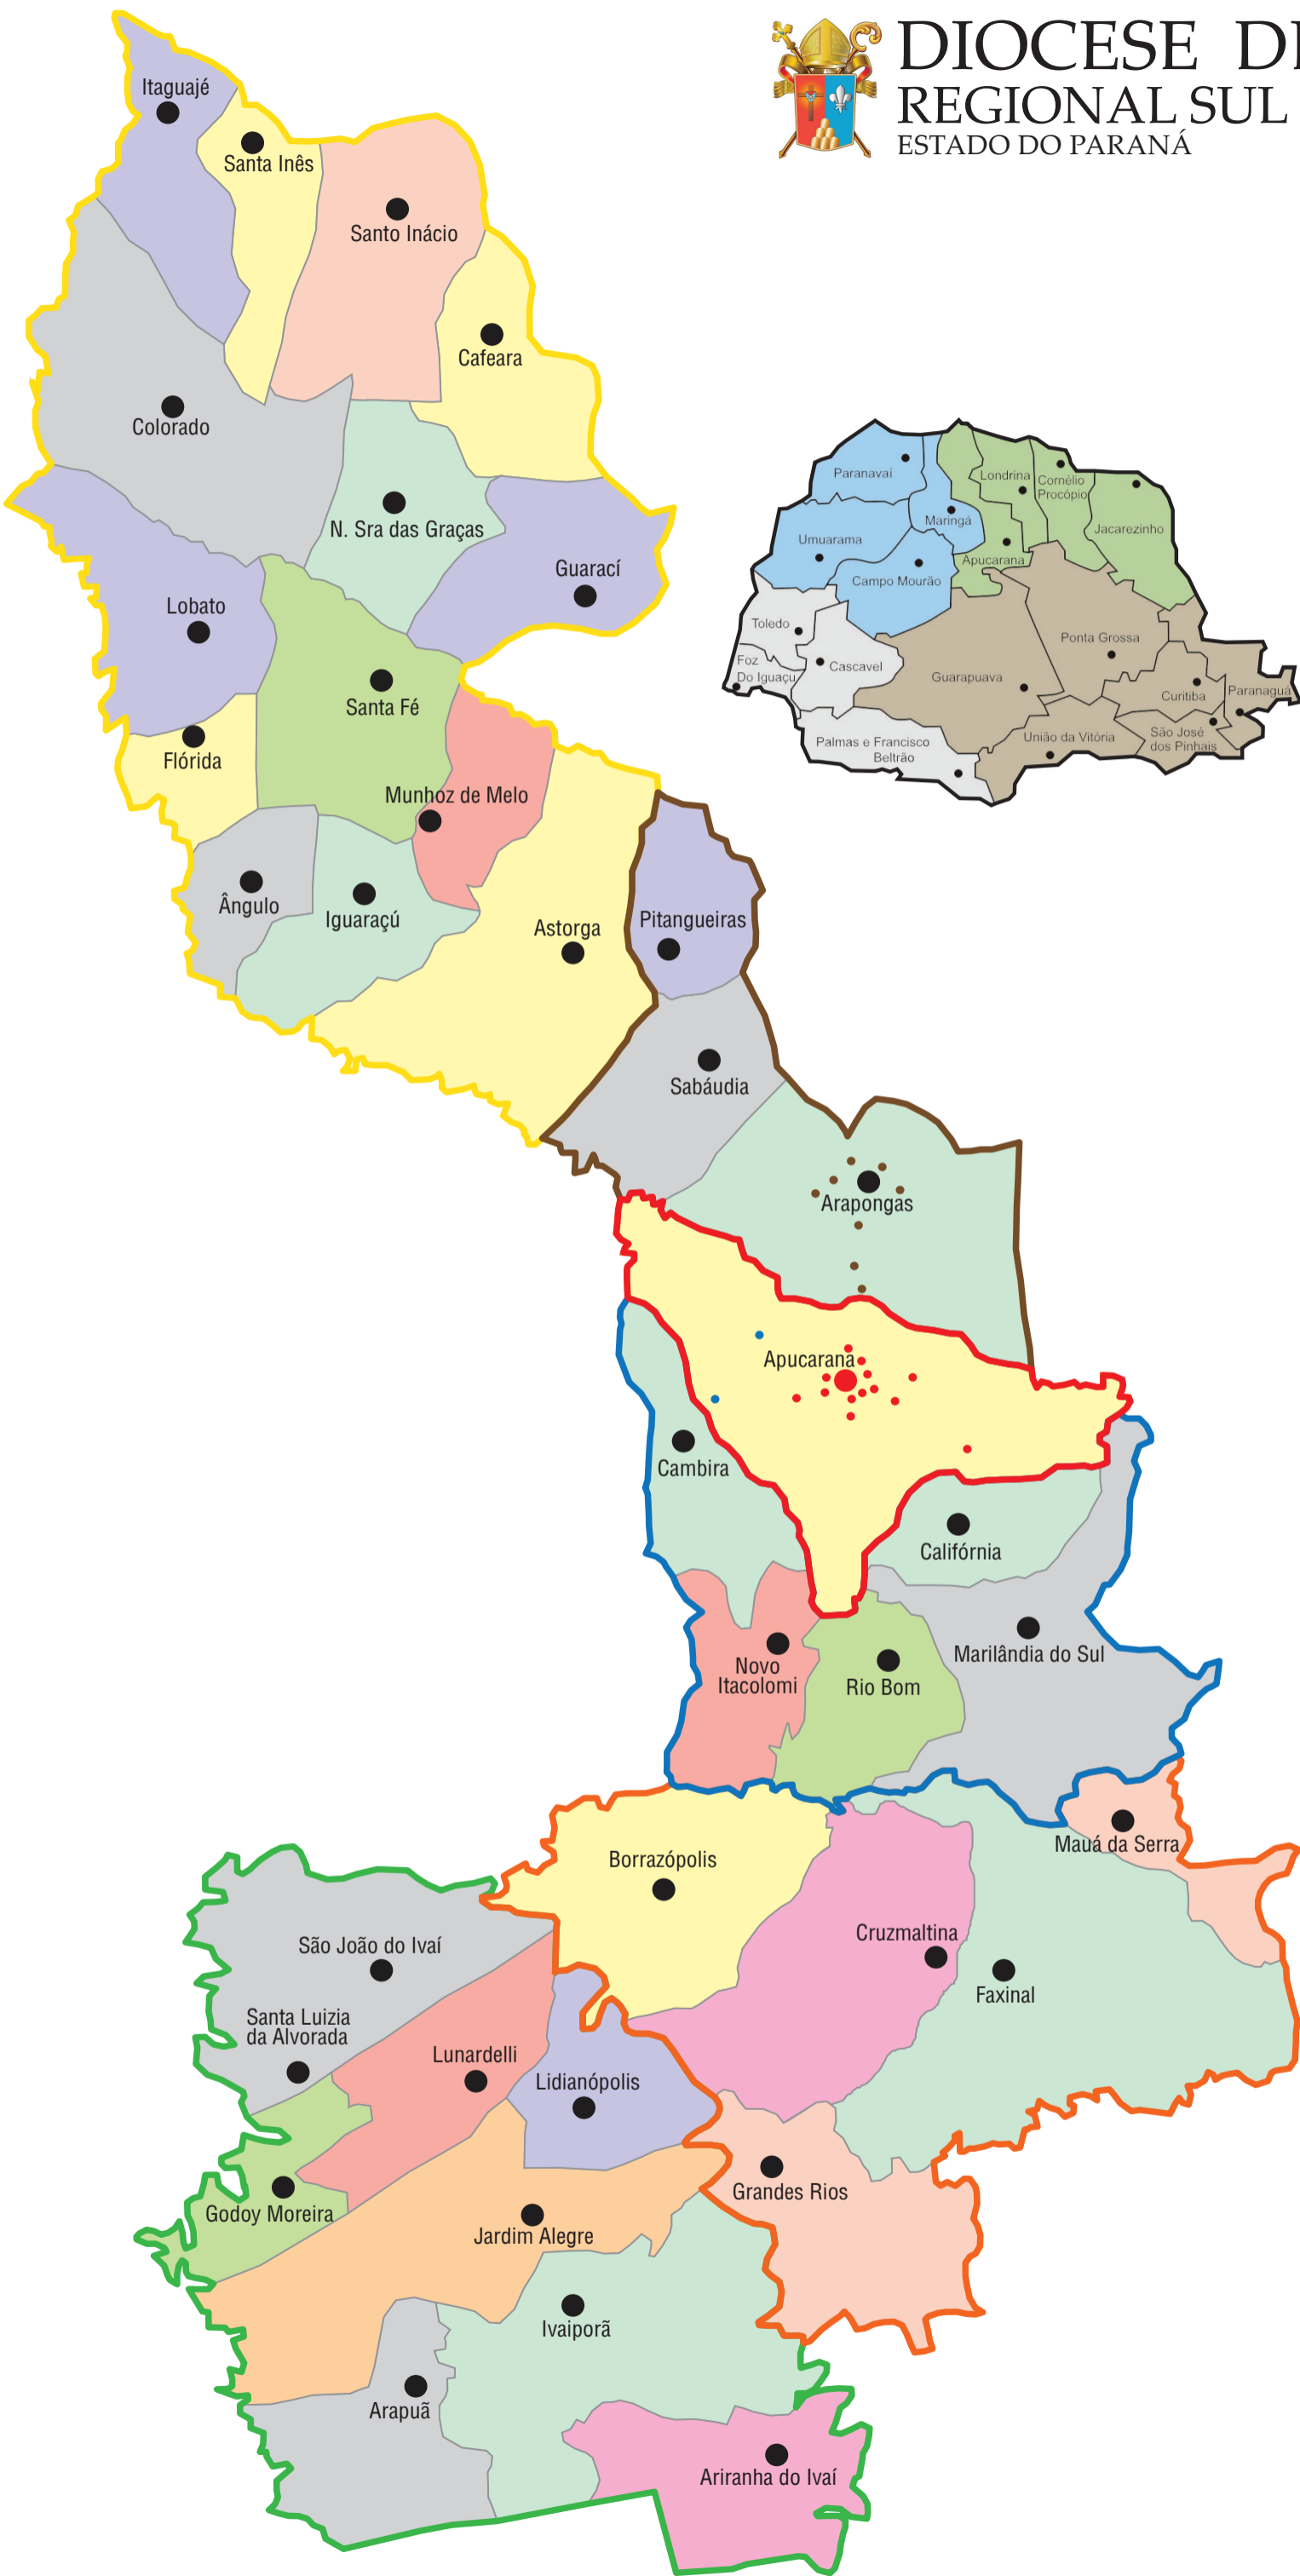 DIOCESE DE
REGIONAL SUL
ESTADO DO PARANÁ
Itaguajé
Santa Inês
Santo Inácio
Cafeara
Colorado
N. Sra das Graças
Guarací
Lobato
Santa Fé
Flórida
Munhoz de Melo
Ângulo
Iguaraçú
Astorga
Pitangueiras
Sabáudia
Arapongas
Apucarana
Cambira
Califórnia
Novo
Itacolomi
Rio Bom
Marilândia do Sul
Mauá da Serra
Borrazópolis
Cruzmaltina
Faxinal
São João do Ivaí
Santa Luizia
da Alvorada
Lunardelli
Lidianópolis
Grandes Rios
Godoy Moreira
Jardim Alegre
Ivaiporã
Arapuã
Ariranha do Ivaí
Paranavaí
Londrina
Cornélio
Procópio
Maringá
Jacarezinho
Umuarama
Apucarana
Campo Mourão
Toledo
Ponta Grossa
Foz
Do Iguaçu
Cascavel
Guarapuava
Curitiba
Paranaguá
União da Vitória
São José
dos Pinhais
Palmas e Francisco
Beltrão